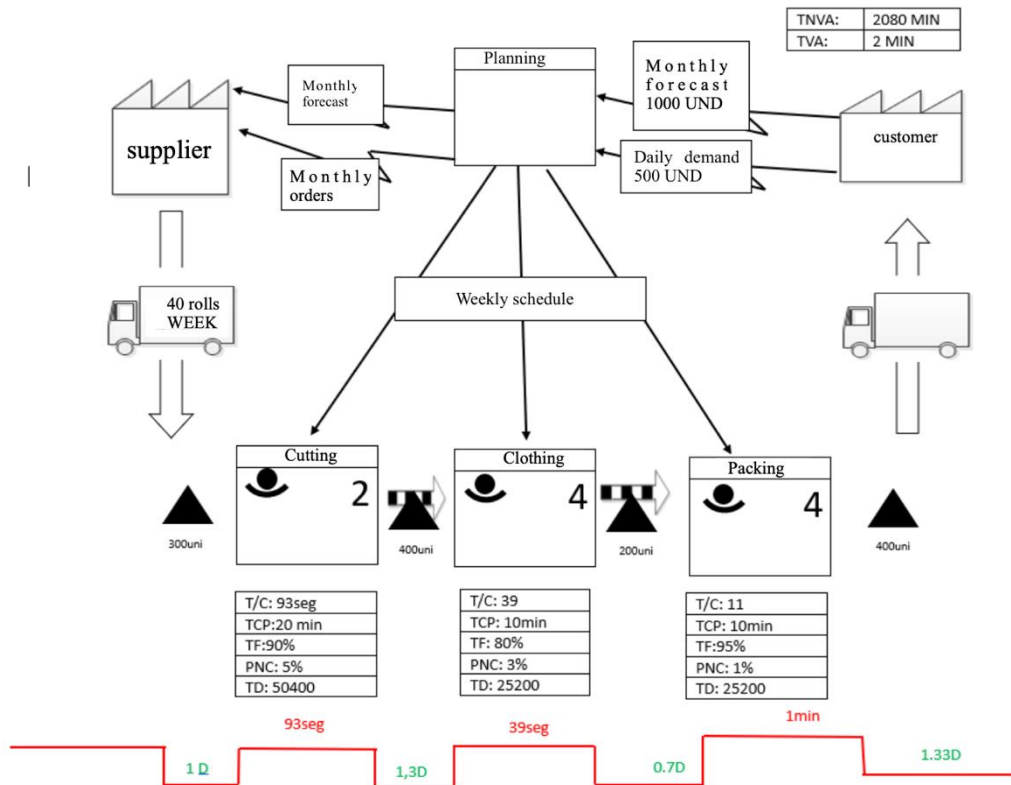 TNVA: 2080 MIN
TVA: 2 MIN
Planning
Monthly
forecast
Monthly
forecast
1000 UND
supplier
customer
Monthly
orders
Daily demand
500 UND
Weekly schedule
40 rolls
WEEK
Cutting
2
Clothing
4
Packing
4
300uni
400uni
200uni
400uni
T/C: 93seg
TCP:20 min
TF:90%
PNC: 5%
TD: 50400
T/C: 39
TCP: 10min
TF: 80%
PNC: 3%
TD: 25200
T/C: 11
TCP: 10min
TF:95%
PNC: 1%
TD: 25200
93seg
39seg
1min
1 D
1,3D
0.7D
1.33D